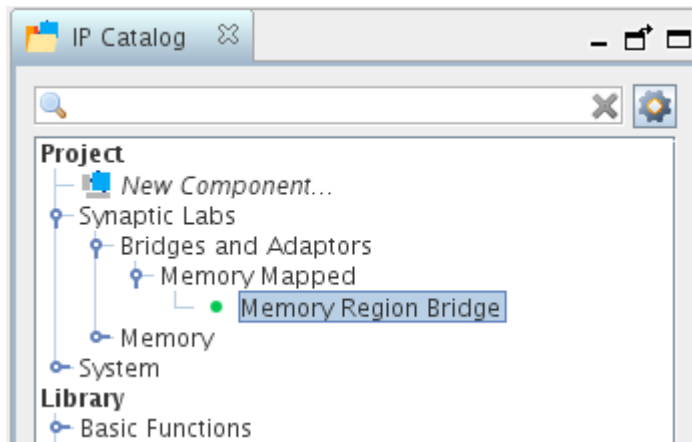 IP Catalog
Project
New Component...
Synaptic Labs
Bridges and Adaptors
Memory Mapped
Memory Region Bridge
Memory
System
Library
Basic Functions